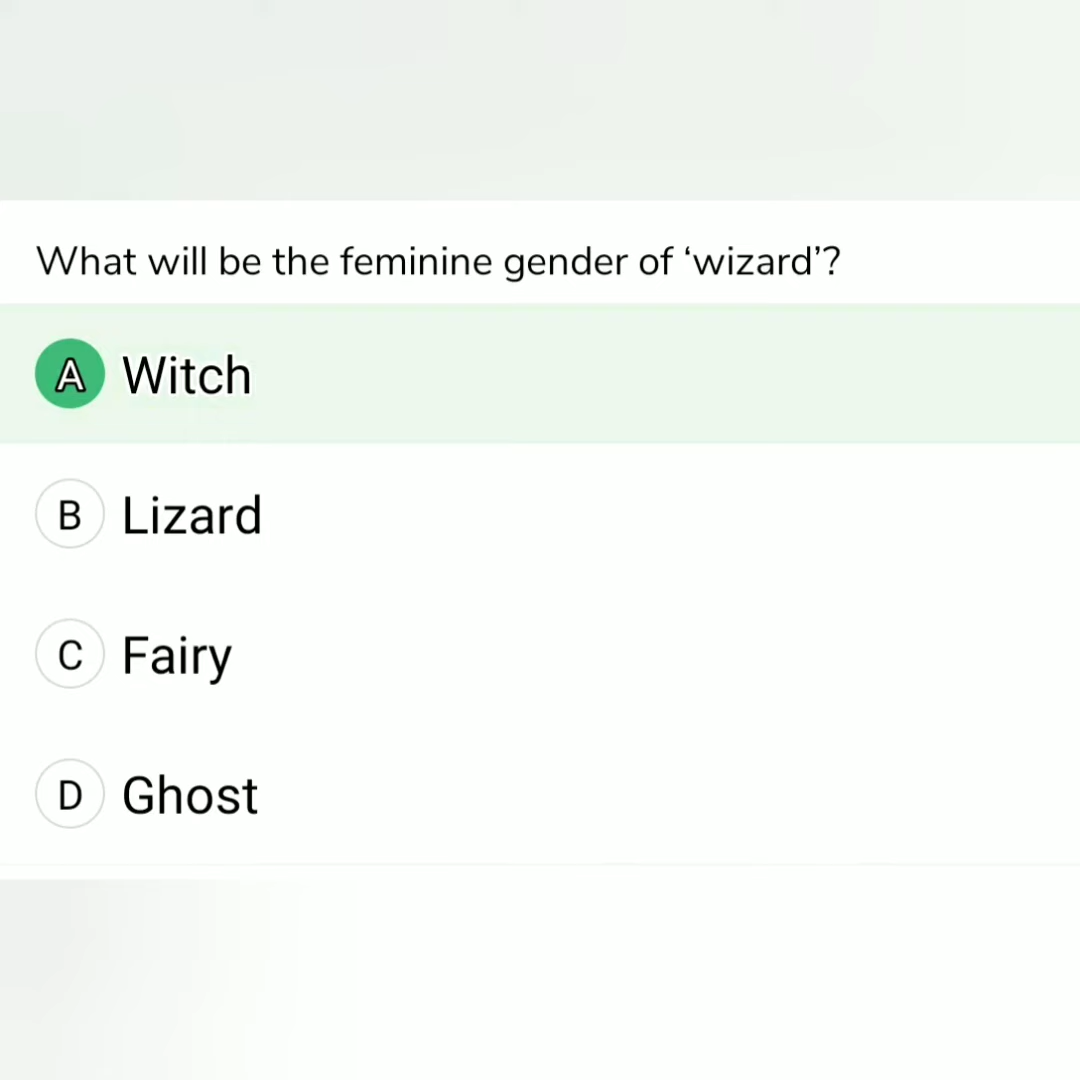 What will be the feminine gender of ‘wizard’?
A Witch
B Lizard
C Fairy
D Ghost